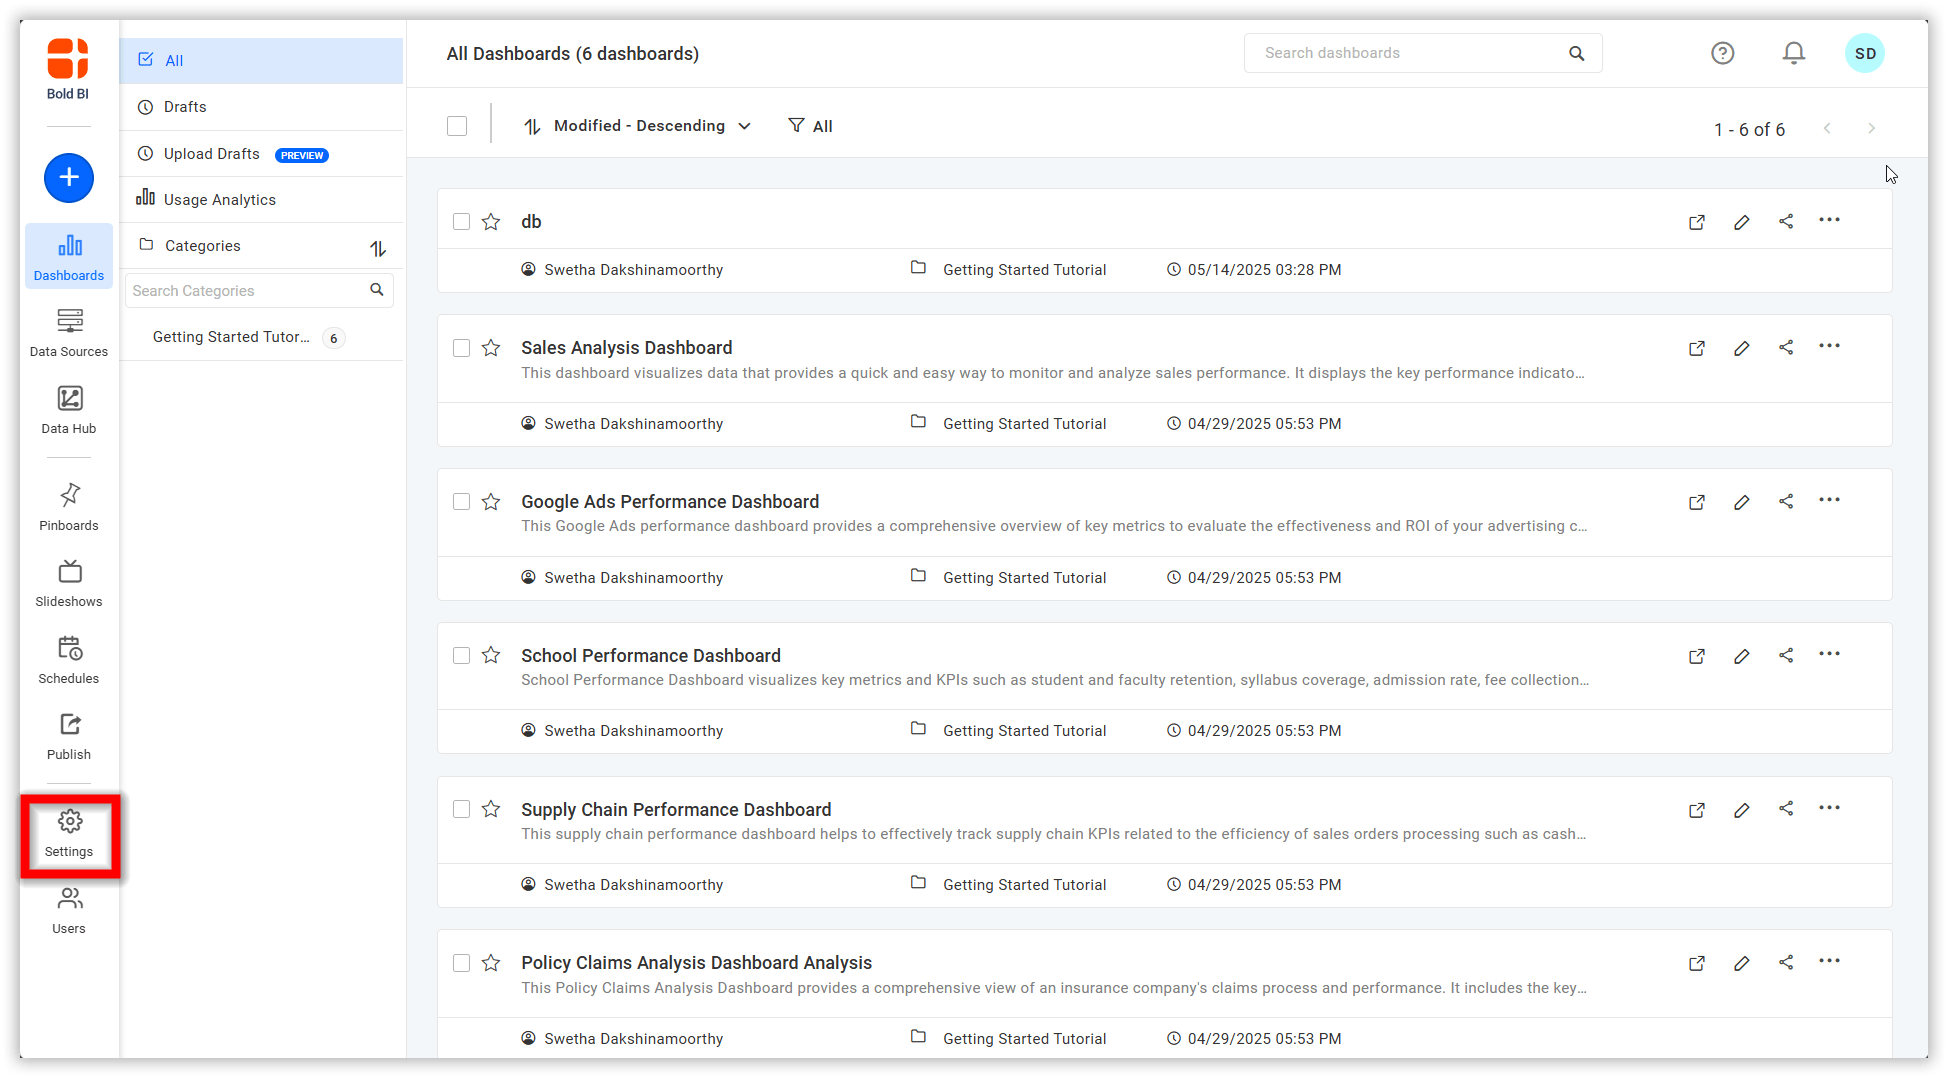 Bold BI
Dashboards
Data Sources
Data Hub
Pinboards
Slideshows
Schedules
Publish
Settings
Users
All
Drafts
Upload Drafts PREVIEW
Usage Analytics
Categories
Search Categories
Getting Started Tutor... 6
All Dashboards (6 dashboards)
Search dashboards
SD
Modified - Descending All
1 - 6 of 6
db
Swetha Dakshinamoorthy Getting Started Tutorial 05/14/2025 03:28 PM
Sales Analysis Dashboard
This dashboard visualizes data that provides a quick and easy way to monitor and analyze sales performance. It displays the key performance indicato...
Swetha Dakshinamoorthy Getting Started Tutorial 04/29/2025 05:53 PM
Google Ads Performance Dashboard
This Google Ads performance dashboard provides a comprehensive overview of key metrics to evaluate the effectiveness and ROI of your advertising c...
Swetha Dakshinamoorthy Getting Started Tutorial 04/29/2025 05:53 PM
School Performance Dashboard
School Performance Dashboard visualizes key metrics and KPIs such as student and faculty retention, syllabus coverage, admission rate, fee collection...
Swetha Dakshinamoorthy Getting Started Tutorial 04/29/2025 05:53 PM
Supply Chain Performance Dashboard
This supply chain performance dashboard helps to effectively track supply chain KPIs related to the efficiency of sales orders processing such as cash...
Swetha Dakshinamoorthy Getting Started Tutorial 04/29/2025 05:53 PM
Policy Claims Analysis Dashboard Analysis
This Policy Claims Analysis Dashboard provides a comprehensive view of an insurance company's claims process and performance. It includes the key...
Swetha Dakshinamoorthy Getting Started Tutorial 04/29/2025 05:53 PM